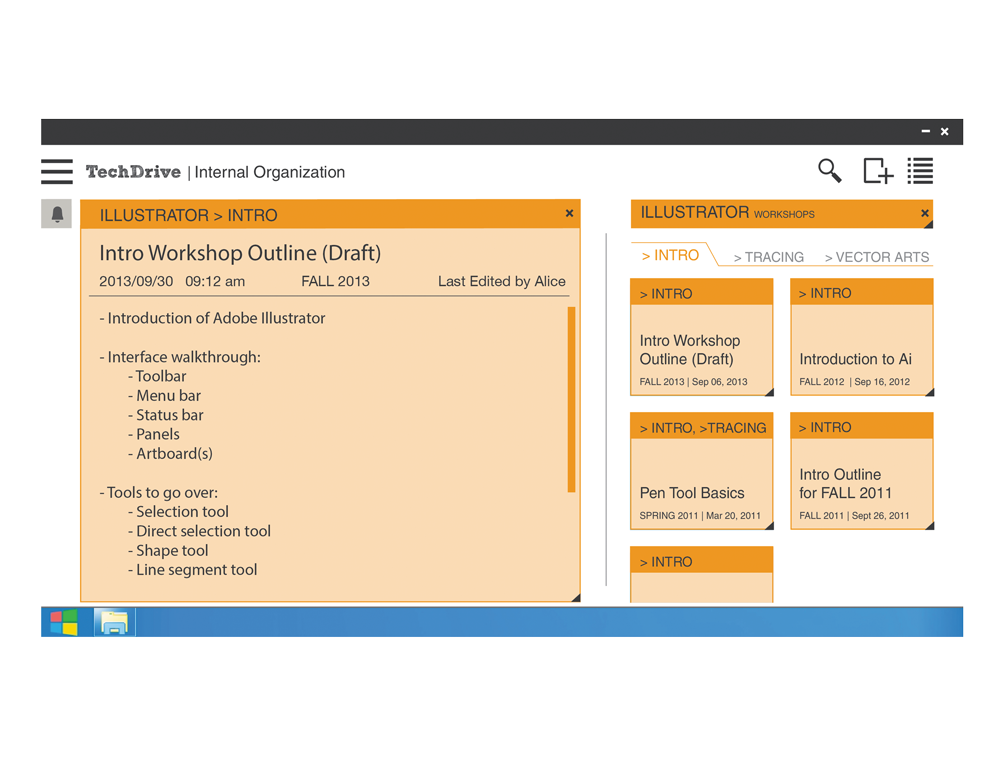 TechDrive | Internal Organization
ILLUSTRATOR > INTRO
Intro Workshop Outline (Draft)
2013/09/30 09:12 am FALL 2013 Last Edited by Alice
- Introduction of Adobe Illustrator
- Interface walkthrough:
- Toolbar
- Menu bar
- Status bar
- Panels
- Artboard(s)
- Tools to go over:
- Selection tool
- Direct selection tool
- Shape tool
- Line segment tool
ILLUSTRATOR WORKSHOPS
> INTRO > TRACING > VECTOR ARTS
> INTRO
Intro Workshop
Outline (Draft)
FALL 2013 | Sep 06, 2013
> INTRO
Introduction to Ai
FALL 2012 | Sep 16, 2012
> INTRO, >TRACING
Pen Tool Basics
SPRING 2011 | Mar 20, 2011
> INTRO
Intro Outline
for FALL 2011
FALL 2011 | Sept 26, 2011
> INTRO